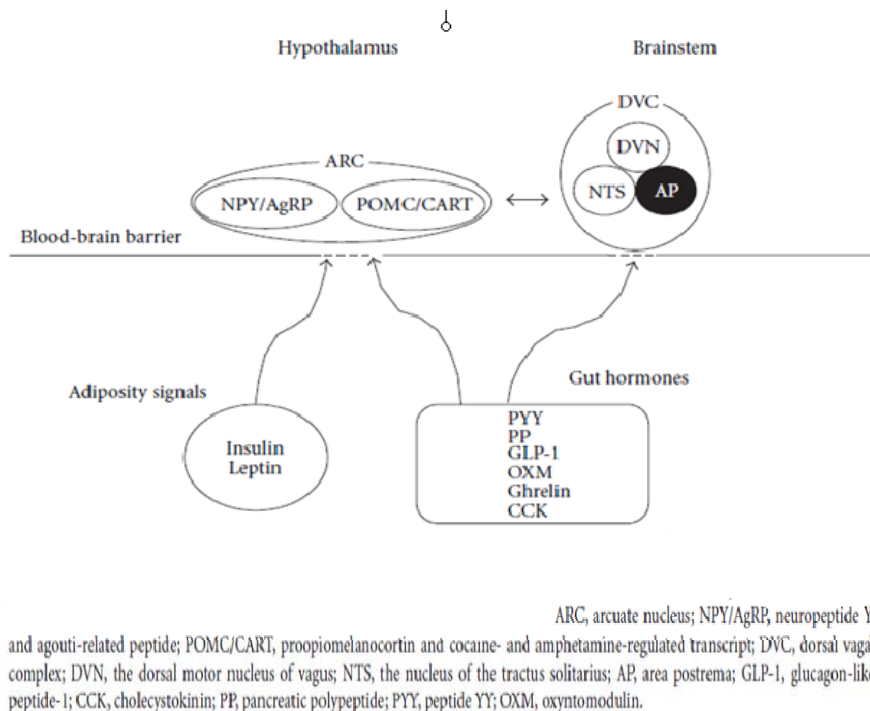 Hypothalamus
Brainstem
DVC
DVN
ARC
NTS
AP
NPY/AgRP
POMC/CART
Blood-brain barrier
Gut hormones
Adiposity signals
PYY
PP
GLP-1
OXM
Ghrelin
CCK
Insulin
Leptin
ARC, arcuate nucleus; NPY/AgRP, neuropeptide Y
and agouti-related peptide; POMC/CART, proopiomelanocortin and cocaine- and amphetamine-regulated transcript; DVC, dorsal vaga
complex; DVN, the dorsal motor nucleus of vagus; NTS, the nucleus of the tractus solitarius; AP, area postrema; GLP-1, glucagon-like
peptide-1; CCK, cholecystokinin; PP, pancreatic polypeptide; PYY, peptide YY; OXM, oxyntomodulin.